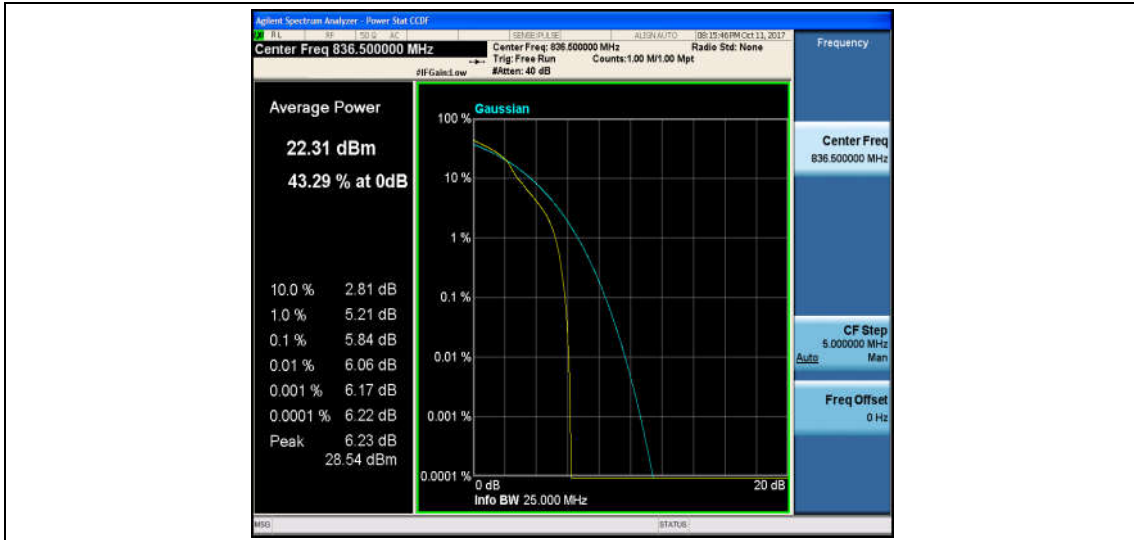 Agilent Spectrum Analyzer - Power Stat CCDF
RL RF 50 Ω AC SENSE:PULSE ALIGN AUTO 08:15:46 PM Oct 11, 2017
Center Freq 836.500000 MHz
Center Freq: 836.500000 MHz Radio Std: None
Trig: Free Run Counts:1.00 M/1.00 Mpt
#IFGain:Low #Atten: 40 dB
Frequency
Average Power
22.31 dBm
43.29 % at 0dB
10.0 % 2.81 dB
1.0 % 5.21 dB
0.1 % 5.84 dB
0.01 % 6.06 dB
0.001 % 6.17 dB
0.0001 % 6.22 dB
Peak 6.23 dB
28.54 dBm
Gaussian
100 %
10 %
1 %
0.1 %
0.01 %
0.001 %
0.0001 %
0 dB 20 dB
Info BW 25.000 MHz
Center Freq
836.500000 MHz
CF Step
5.000000 MHz
Auto Man
Freq Offset
0 Hz
MSG STATUS